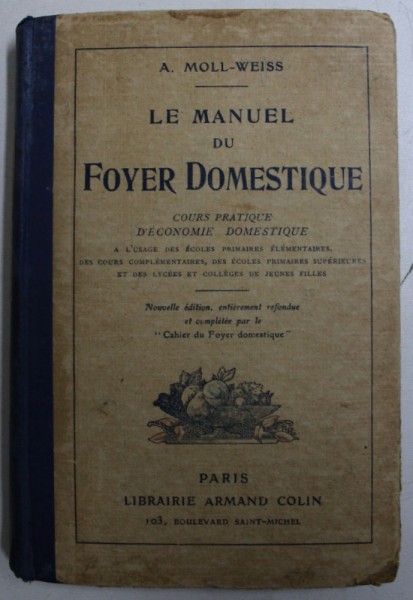 A. MOLL-WEISS
LE MANUEL
DU
FOYER DOMESTIQUE
COURS PRATIQUE
D'ÉCONOMIE DOMESTIQUE
A L'USAGE DES ÉCOLES PRIMAIRES ÉLÉMENTAIRES,
DES COURS COMPLÉMENTAIRES, DES ÉCOLES PRIMAIRES SUPÉRIEURES
ET DES LYCÉES ET COLLÈGES DE JEUNES FILLES
Nouvelle édition, entièrement refondue
et complétée par le
"Cahier du Foyer domestique"
PARIS
LIBRAIRIE ARMAND COLIN
103, BOULEVARD SAINT-MICHEL